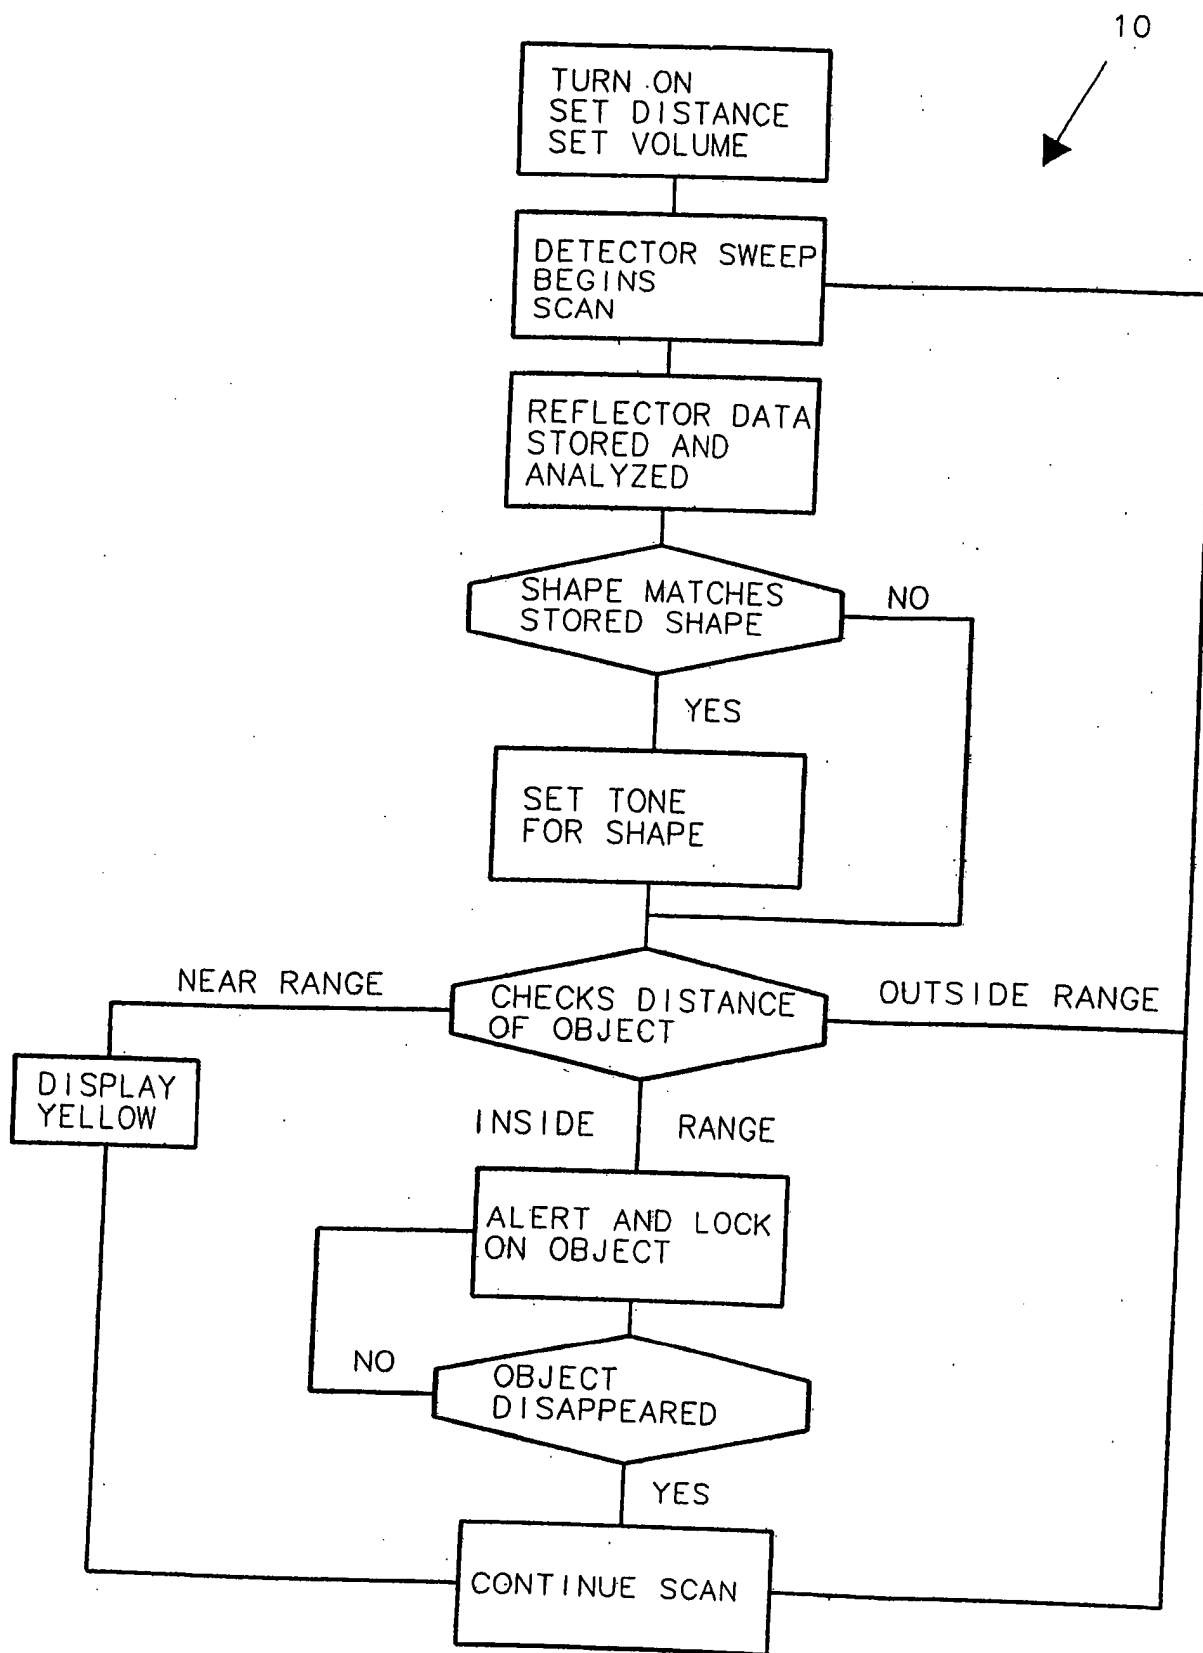 10
TURN ON
SET DISTANCE
SET VOLUME
DETECTOR SWEEP
BEGINS
SCAN
REFLECTOR DATA
STORED AND
ANALYZED
SHAPE MATCHES
STORED SHAPE
NO
YES
SET TONE
FOR SHAPE
NEAR RANGE
CHECKS DISTANCE
OF OBJECT
OUTSIDE RANGE
DISPLAY
YELLOW
INSIDE RANGE
ALERT AND LOCK
ON OBJECT
NO
OBJECT
DISAPPEARED
YES
CONTINUE SCAN